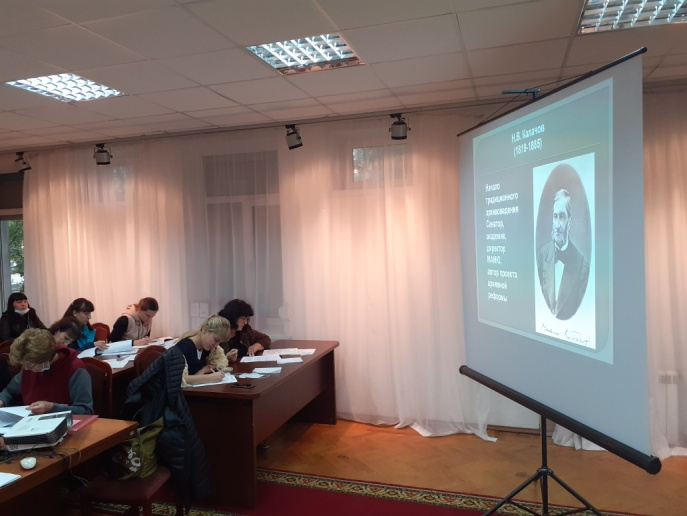 Н.В. Калачов
(1819-1885)
Начало
традиционного
архивоведения
Сенатор,
академик,
директор
МАМЮ,
автор проекта
архивной
реформы